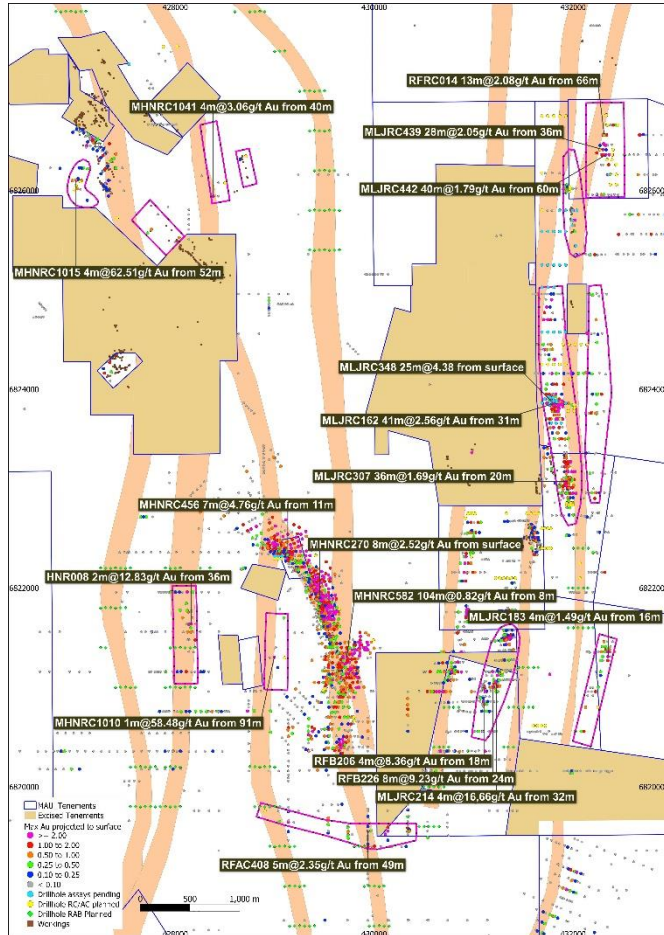 428000
430000
432000
RFRC014 13m@2.08g/t Au from 66m
MHNRC1041 4m@3.06g/t Au from 40m
MLJRC439 28m@2.05g/t Au from 36m
6826000
MLJRC442 40m@1.79g/t Au from 60m
6826000
MHNRC1015 4m@62.51g/t Au from 52m
MLJRC348 25m@4.38 from surface
6824000
6824000
MLJRC162 41m@2.56g/t Au from 31m
MLJRC307 36m@1.69g/t Au from 20m
MHNRC456 7m@4.76g/t Au from 11m
MHNRC270 8m@2.52g/t Au from surface
HNR008 2m@12.83g/t Au from 36m
6822000
MHNRC582 104m@0.82g/t Au from 8m
6822000
MLJRC183 4m@1.49g/t Au from 16m
MHNRC1010 1m@58.48g/t Au from 91m
RFB206 4m@8.36g/t Au from 18m
RFB226 8m@9.23g/t Au from 24m
6820000
MLJRC214 4m@16.66g/t Au from 32m
6820000
MAU Tenements
Excised Tenements
Max Au projected to surface
>= 2.00
1.00 to 2.00
0.50 to 1.00
0.25 to 0.50
0.10 to 0.25
< 0.10
Drillhole assays pending
Drillhole RC/AC planned
Drillhole RAB Planned
Workings
RFAC408 5m@2.35g/t Au from 49m
0
1,000 m
428000
430000
432000